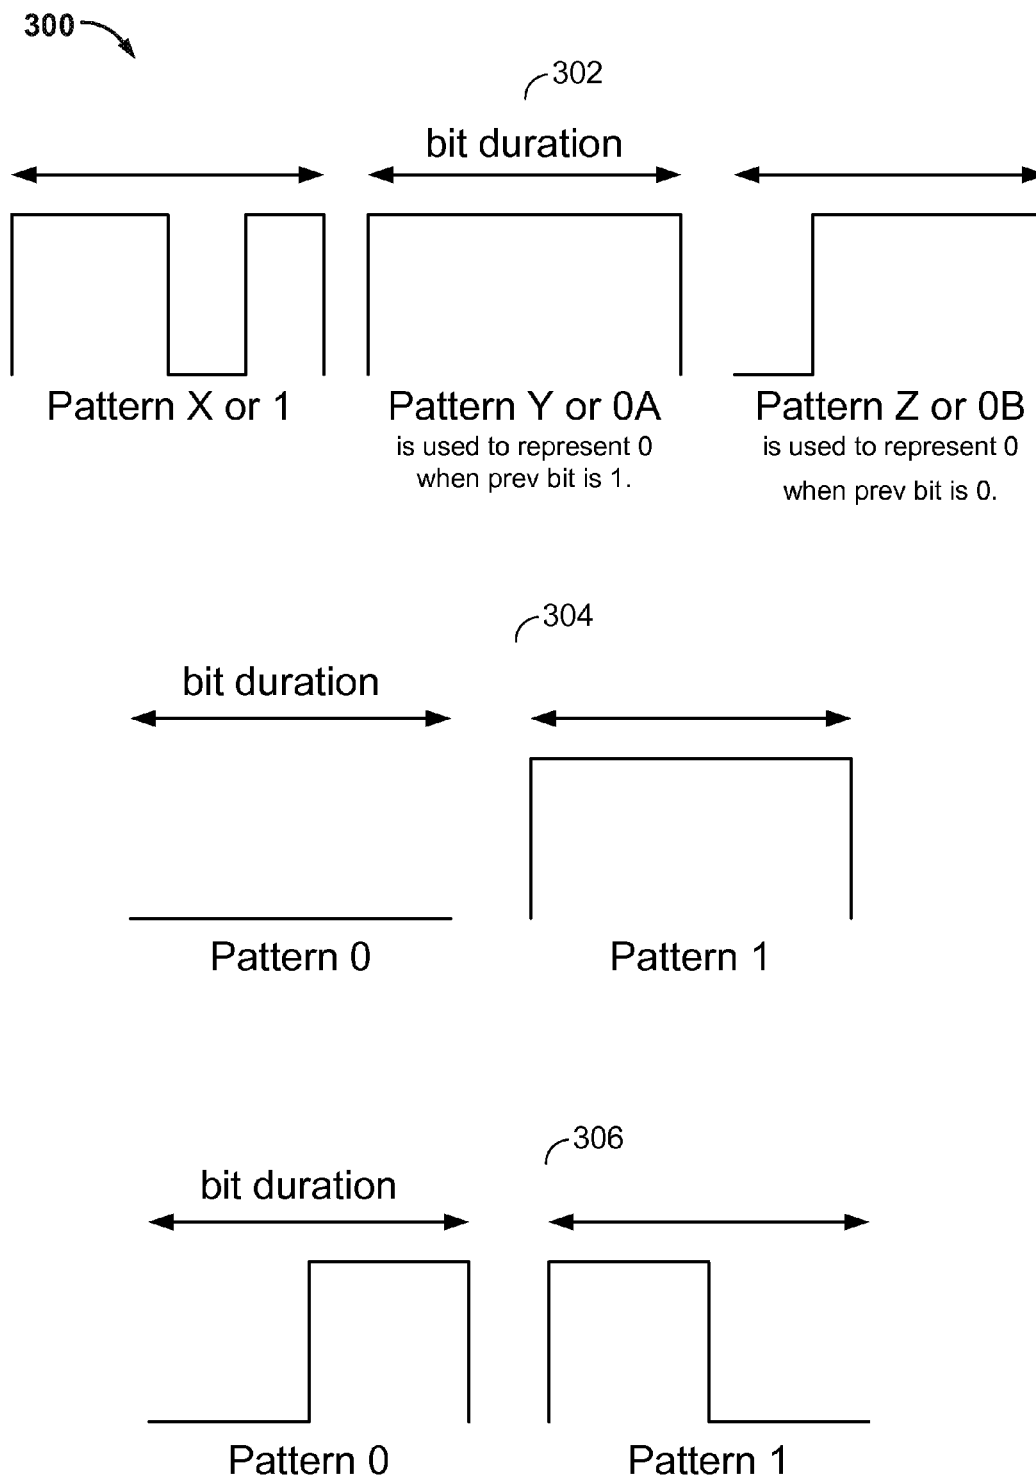 300
302
bit duration
Pattern X or 1
Pattern Y or 0A
is used to represent 0
when prev bit is 1.
Pattern Z or 0B
is used to represent 0
when prev bit is 0.
304
bit duration
Pattern 0
Pattern 1
306
bit duration
Pattern 0
Pattern 1